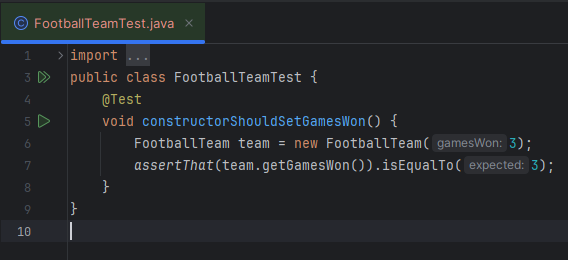 FootballTeamTest.java
1 import ...
3 public class FootballTeamTest {
4 @Test
5 void constructorShouldSetGamesWon() {
6 FootballTeam team = new FootballTeam( gamesWon: 3);
7 assertThat(team.getGamesWon()).isEqualTo( expected: 3);
8 }
9 }
10